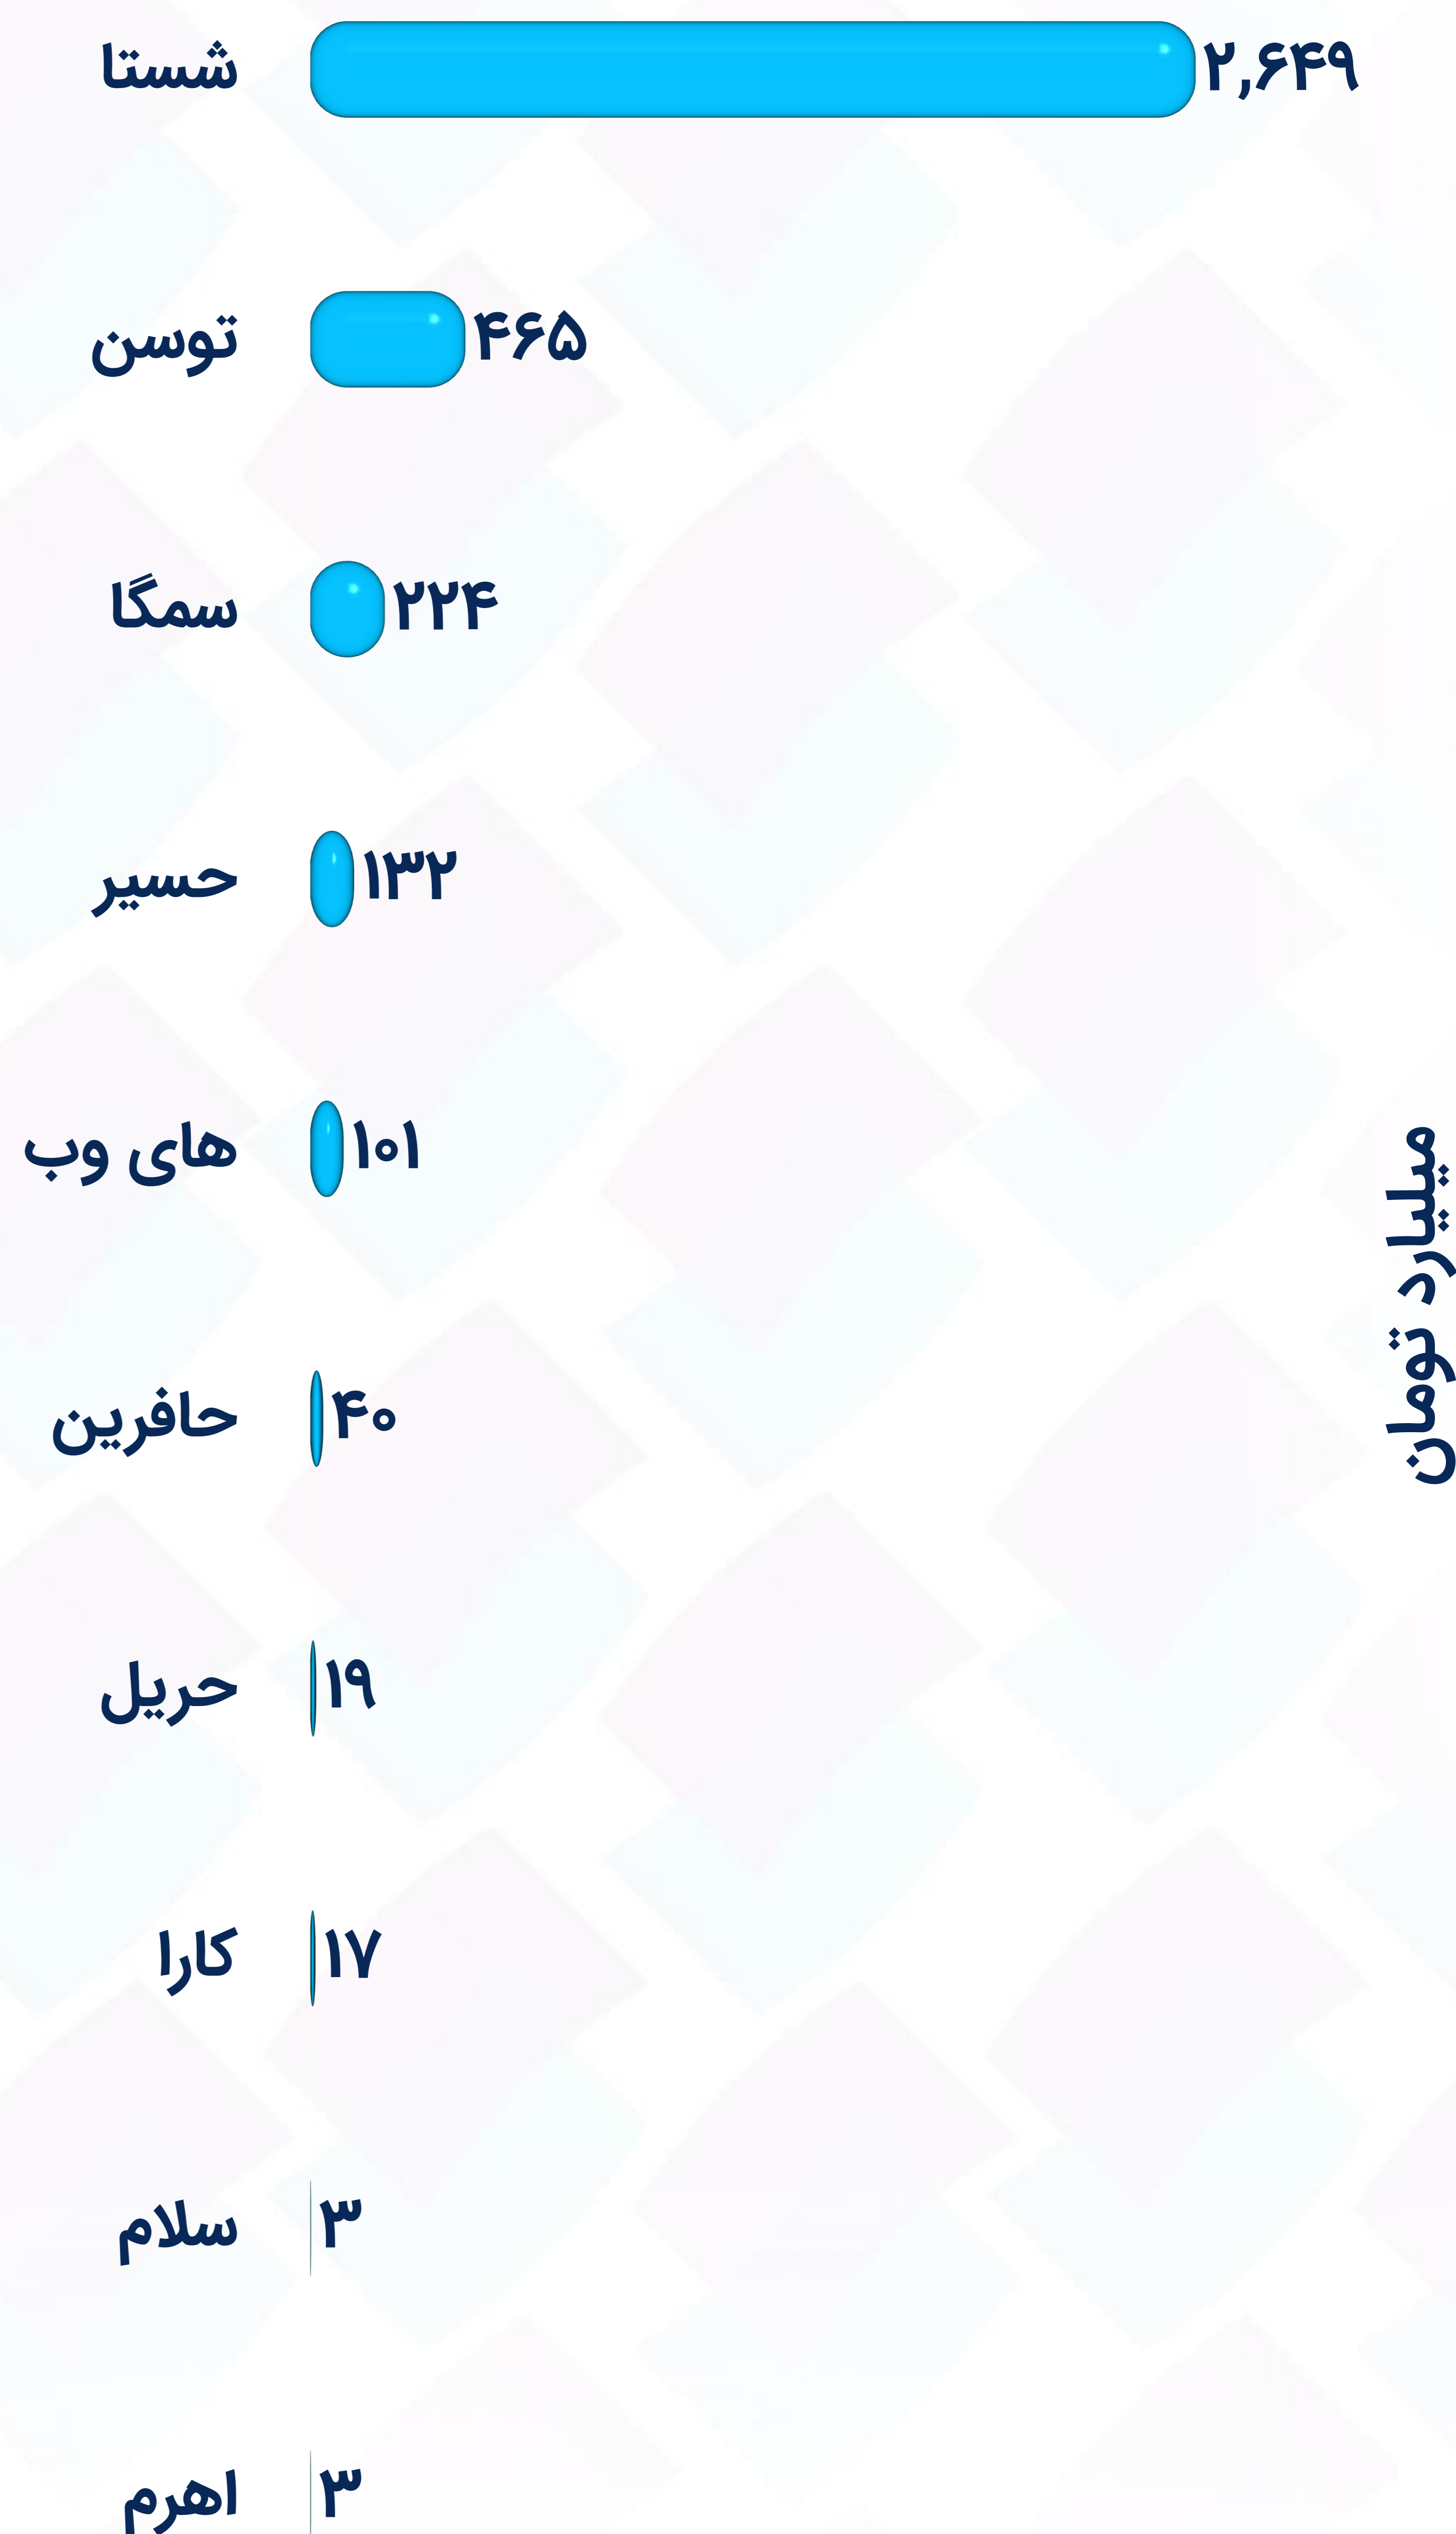 شستا ۲,۶۴۹
توسن ۴۶۵
سمگا ۲۲۴
حسیر ۱۳۲
های وب ۱۰۱
حافرین ۴۰
حریل ۱۹
کارا ۱۷
سلام ۳
اهرم ۳
میلیارد تومان